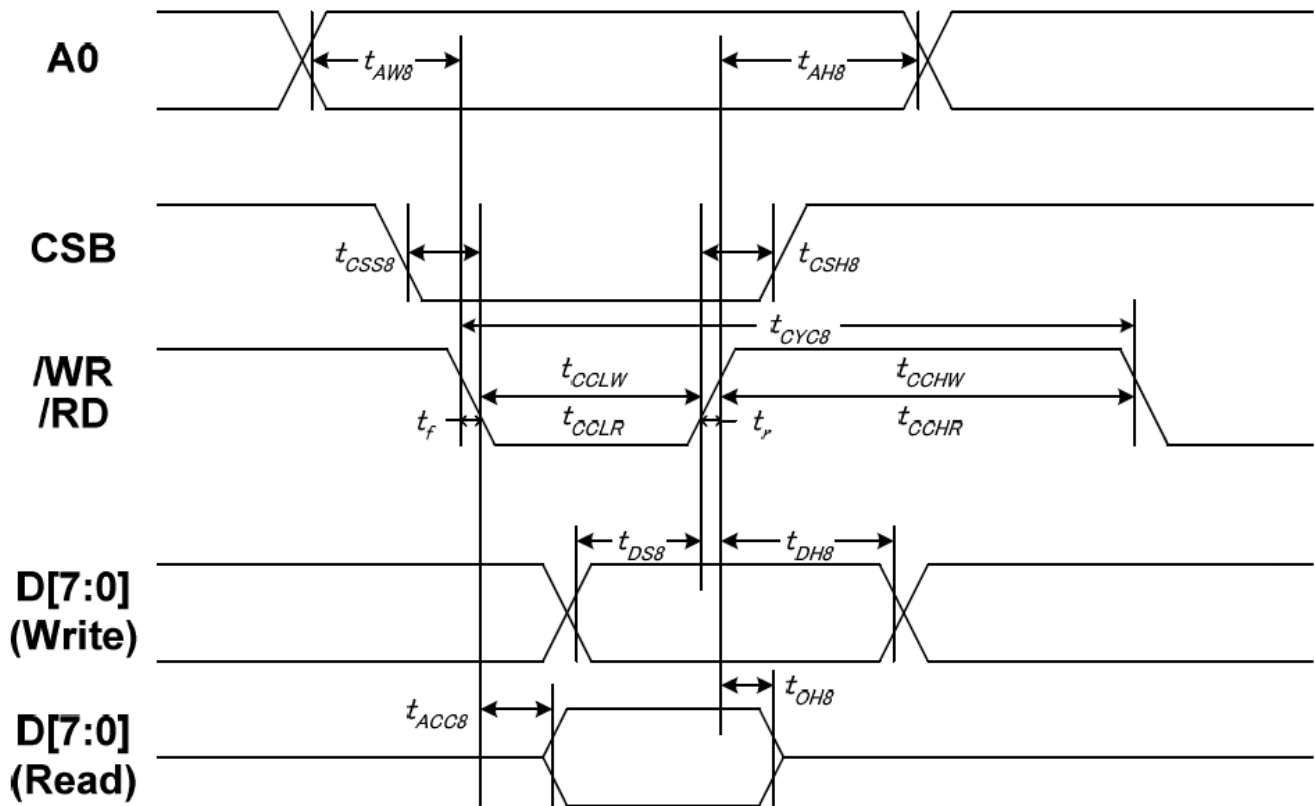 A0
tAW8
tAH8
CSB
tCSS8
tCSH8
tCYC8
/WR
/RD
tCCLW
tCCHW
tf
tCCLR
tr
tCCHR
tDS8
tDH8
D[7:0]
(Write)
tACC8
tOH8
D[7:0]
(Read)